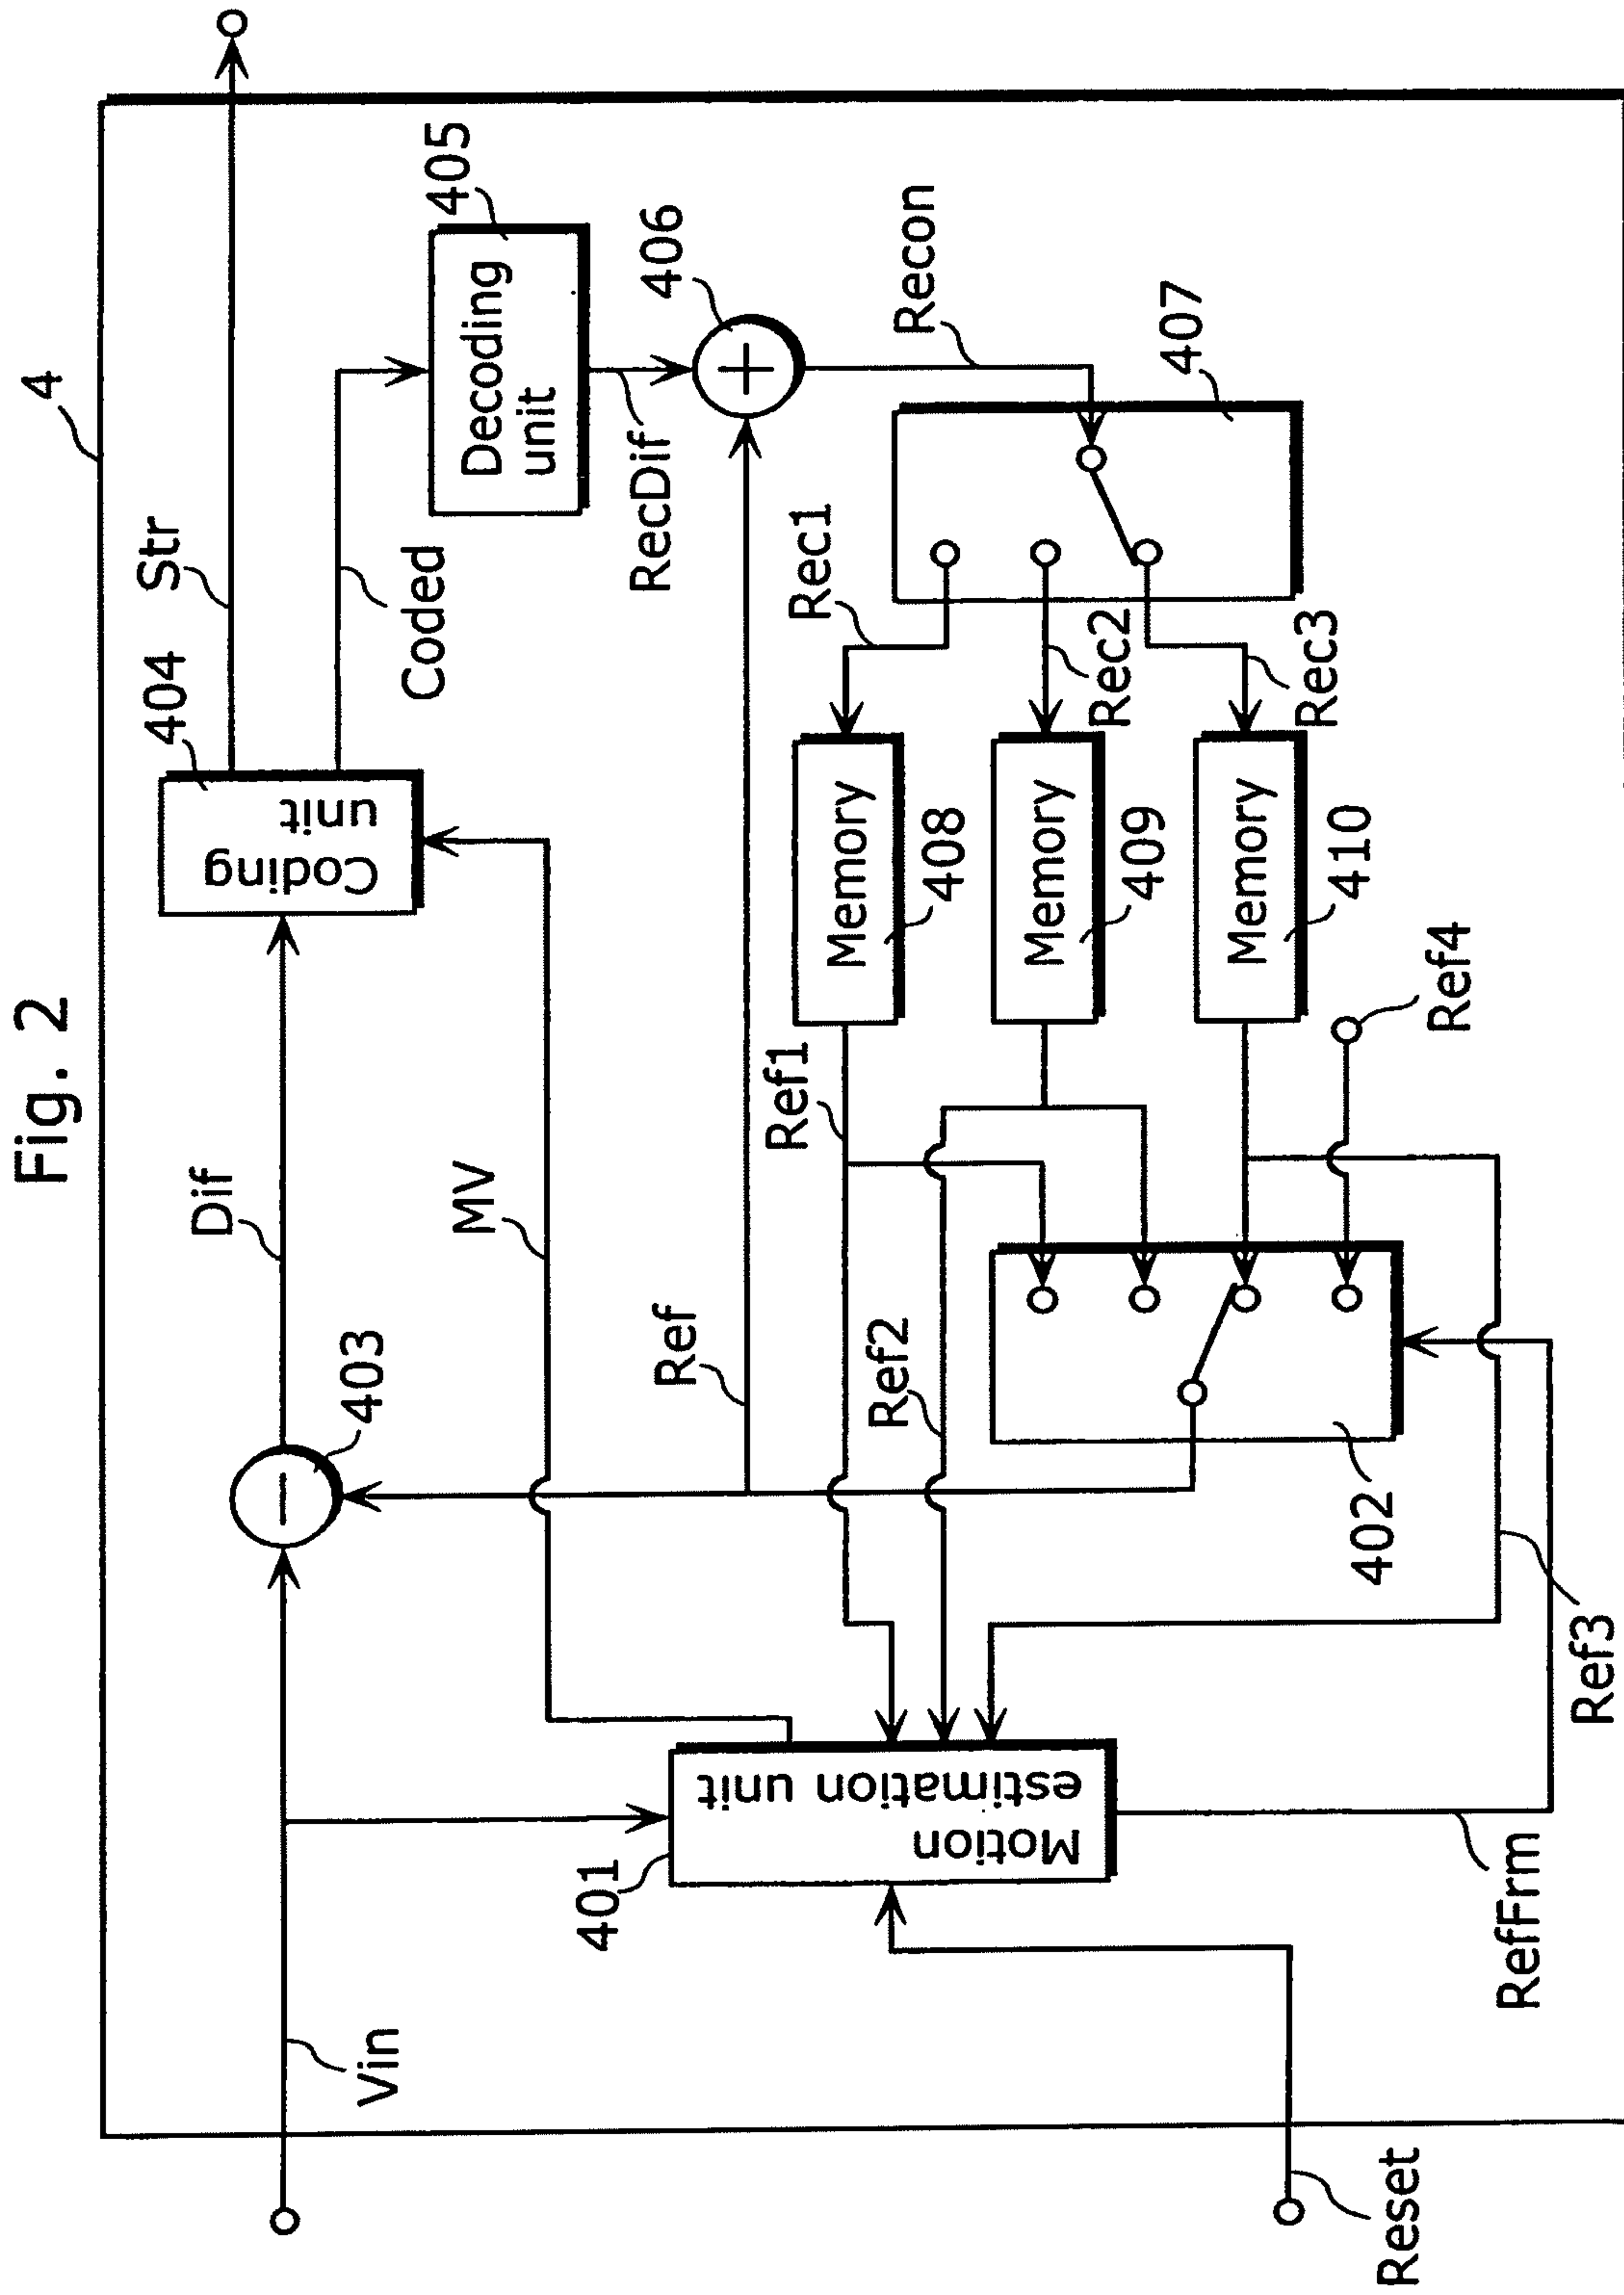 Fig. 2
4
Str
404
Coding
unit
Coded
405
Decoding
unit
RecDif
406
Recon
407
Dif
403
MV
Ref
Vin
Rec1
Rec2
Rec3
Memory
408
Memory
409
Memory
410
Ref1
Ref2
Ref4
402
401
Motion
estimation unit
Ref3
RefFrm
Reset